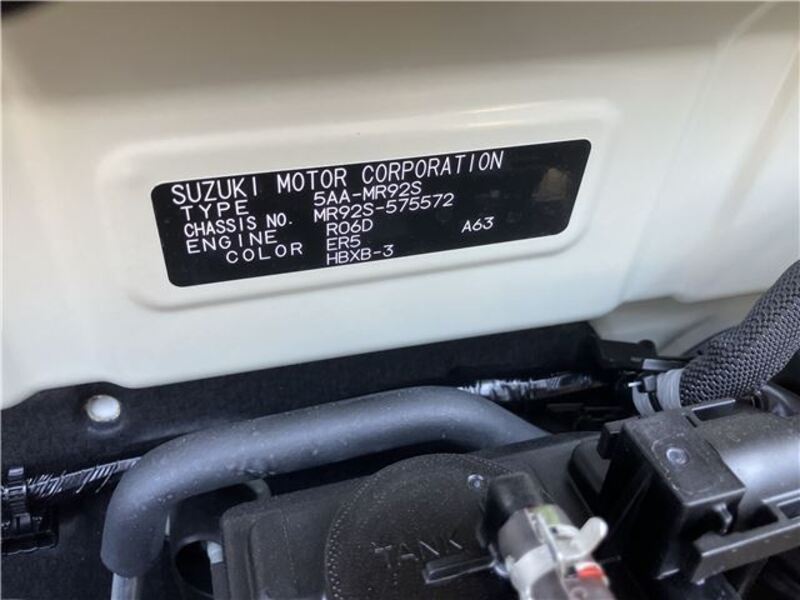 SUZUKI MOTOR CORPORATION
TYPE 5AA-MR92S
CHASSIS NO. MR92S-575572
ENGINE R06D A63
COLOR ER5
HBXB-3
TANK